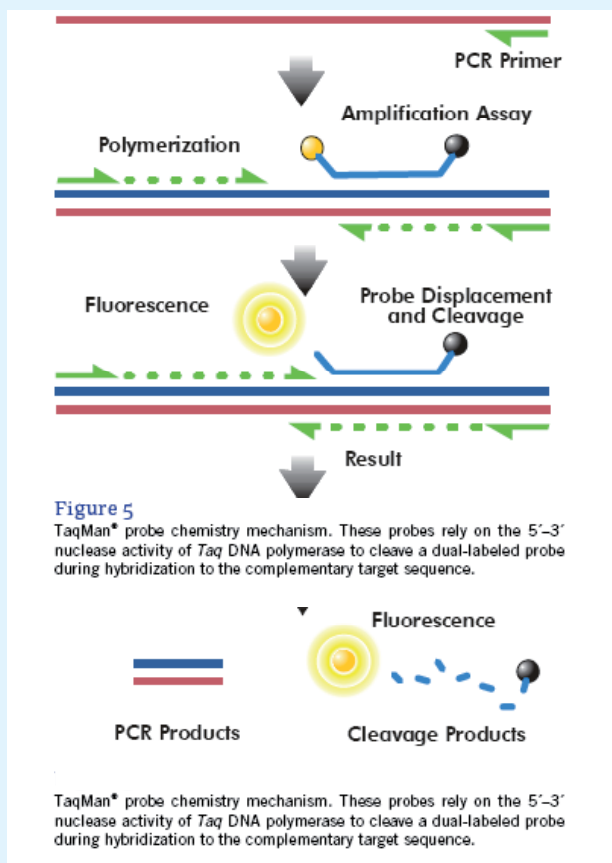 PCR Primer
Amplification Assay
Polymerization
Fluorescence
Probe Displacement
and Cleavage
Result
Figure 5
TaqMan® probe chemistry mechanism. These probes rely on the 5´–3´
nuclease activity of Taq DNA polymerase to cleave a dual-labeled probe
during hybridization to the complementary target sequence.
Fluorescence
PCR Products
Cleavage Products
TaqMan® probe chemistry mechanism. These probes rely on the 5´–3´
nuclease activity of Taq DNA polymerase to cleave a dual-labeled probe
during hybridization to the complementary target sequence.